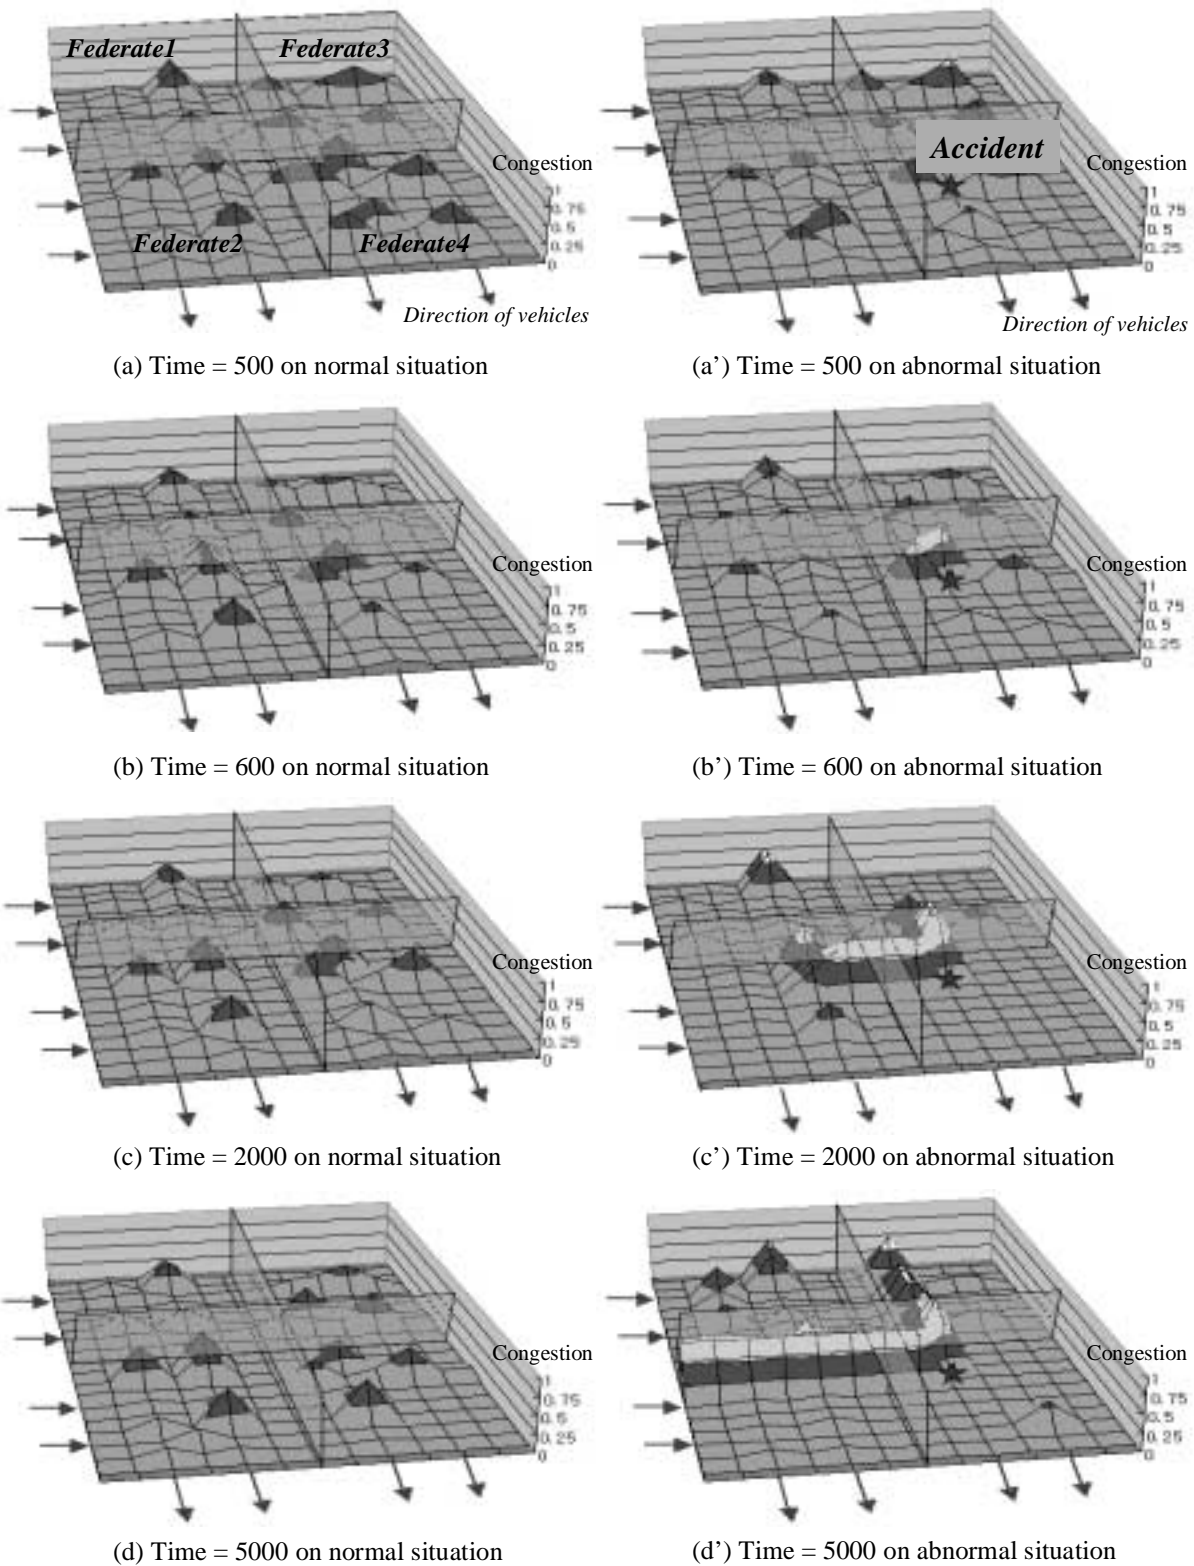 Federate1
Federate3
Federate2
Federate4
Congestion
1
0.75
0.5
0.25
0
Direction of vehicles
(a) Time = 500 on normal situation
Accident
Congestion
1
0.75
0.5
0.25
0
Direction of vehicles
(a’) Time = 500 on abnormal situation
Congestion
1
0.75
0.5
0.25
0
(b) Time = 600 on normal situation
Congestion
1
0.75
0.5
0.25
0
(b’) Time = 600 on abnormal situation
Congestion
1
0.75
0.5
0.25
0
(c) Time = 2000 on normal situation
Congestion
1
0.75
0.5
0.25
0
(c’) Time = 2000 on abnormal situation
Congestion
1
0.75
0.5
0.25
0
(d) Time = 5000 on normal situation
Congestion
1
0.75
0.5
0.25
0
(d’) Time = 5000 on abnormal situation